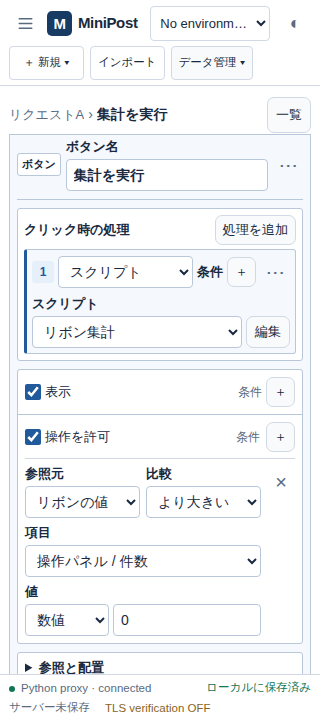 M MiniPost No environm…
＋ 新規 ▾ インポート データ管理 ▾
リクエストA › 集計を実行 一覧
ボタン ボタン名
集計を実行 ···
クリック時の処理 処理を追加
1 スクリプト 条件 + ···
スクリプト
リボン集計 編集
表示 条件 +
操作を許可 条件 +
参照元 比較 ×
リボンの値 より大きい
項目
操作パネル / 件数
値
数値 0
▶ 参照と配置
Python proxy · connected ローカルに保存済み
サーバー未保存 TLS verification OFF